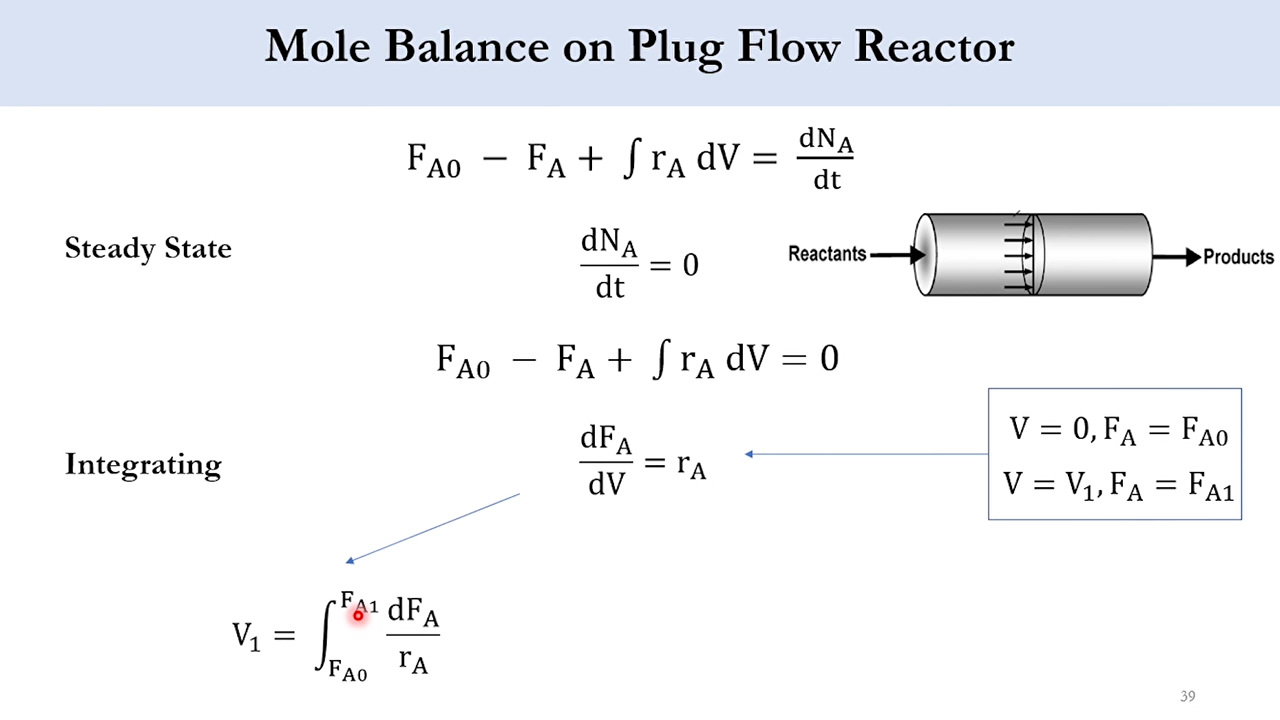 Mole Balance on Plug Flow Reactor
F_A0 − F_A + ∫ r_A dV = dN_A/dt
Steady State
dN_A/dt = 0
Reactants
Products
F_A0 − F_A + ∫ r_A dV = 0
V = 0, F_A = F_A0
V = V_1, F_A = F_A1
Integrating
dF_A/dV = r_A
V_1 = ∫_{F_A0}^{F_A1} dF_A/r_A
39